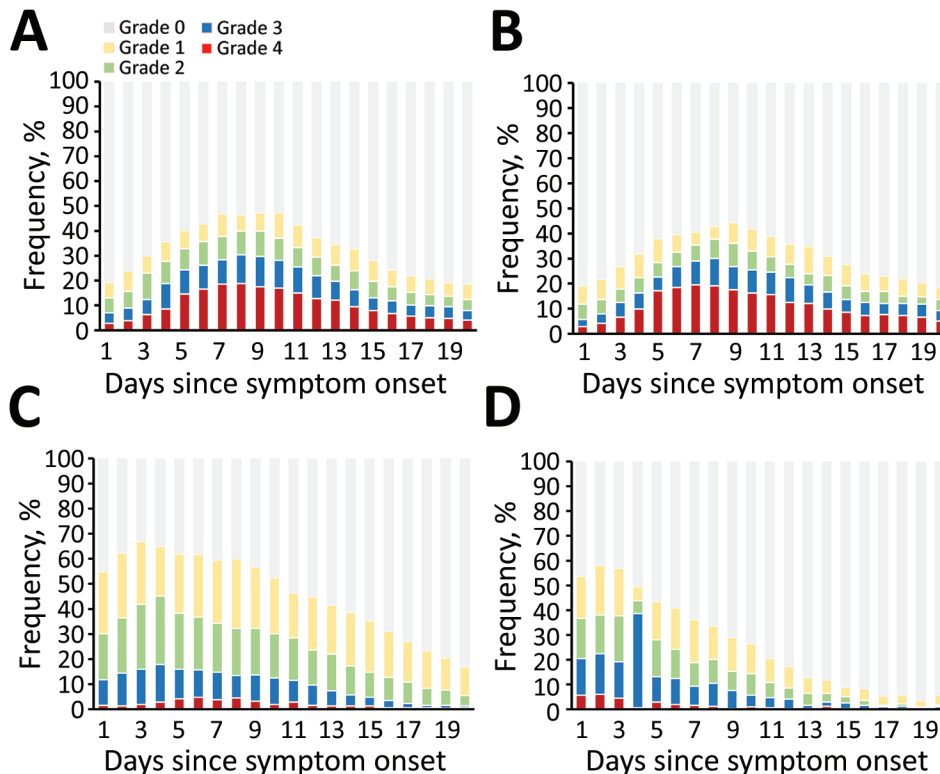 A
Grade 0
Grade 1
Grade 2
Grade 3
Grade 4
Frequency, %
100
90
80
70
60
50
40
30
20
10
0
1 3 5 7 9 11 13 15 17 19
Days since symptom onset
B
Frequency, %
100
90
80
70
60
50
40
30
20
10
0
1 3 5 7 9 11 13 15 17 19
Days since symptom onset
C
Frequency, %
100
90
80
70
60
50
40
30
20
10
0
1 3 5 7 9 11 13 15 17 19
Days since symptom onset
D
Frequency, %
100
90
80
70
60
50
40
30
20
10
0
1 3 5 7 9 11 13 15 17 19
Days since symptom onset